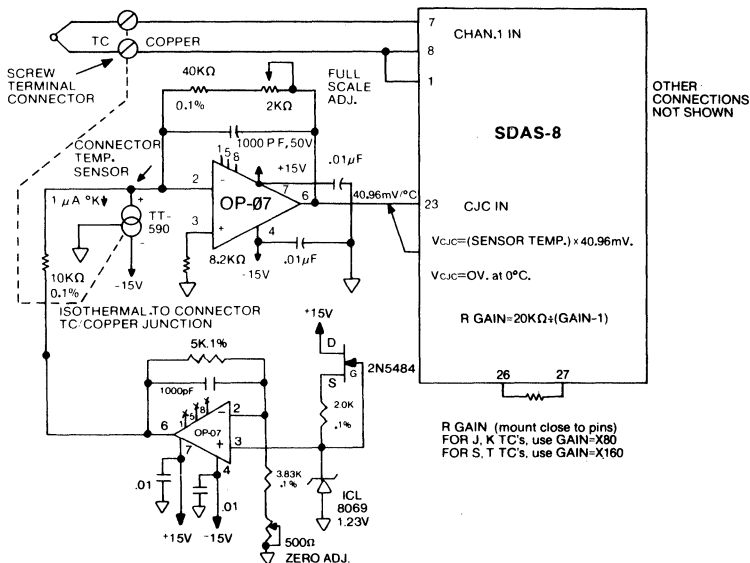 7
CHAN.1 IN
8
1
TC
COPPER
SCREW
TERMINAL
CONNECTOR
40KΩ
0.1%
2KΩ
FULL
SCALE
ADJ.
OTHER
CONNECTIONS
NOT SHOWN
SDAS-8
1000 PF,50V
CONNECTOR
TEMP.
SENSOR
1 5 8
+15V
.01µF
2
-
7
OP-07
6
40.96mV/°C
23
CJC IN
1 µA °K
+
TT-
590
-
3
+
4
8.2KΩ
-15V
.01µF
-15V
VCJC=(SENSOR TEMP.) x 40.96mV.
VCJC=OV. at 0°C.
10KΩ
0.1%
ISOTHERMAL.TO CONNECTOR
TC/COPPER JUNCTION
R GAIN=20KΩ÷(GAIN-1)
+15V
D
G
S
2N5484
5K.1%
1000pF
26
27
2.0K
.1%
6
1 5 8
-
2
OP-07
+
3
7
4
R GAIN (mount close to pins)
FOR J, K TC's, use GAIN=X80
FOR S, T TC's, use GAIN=X160
.01
.01
3.83K
.1%
ICL
8069
1.23V
+15V
-15V
500Ω
ZERO ADJ.